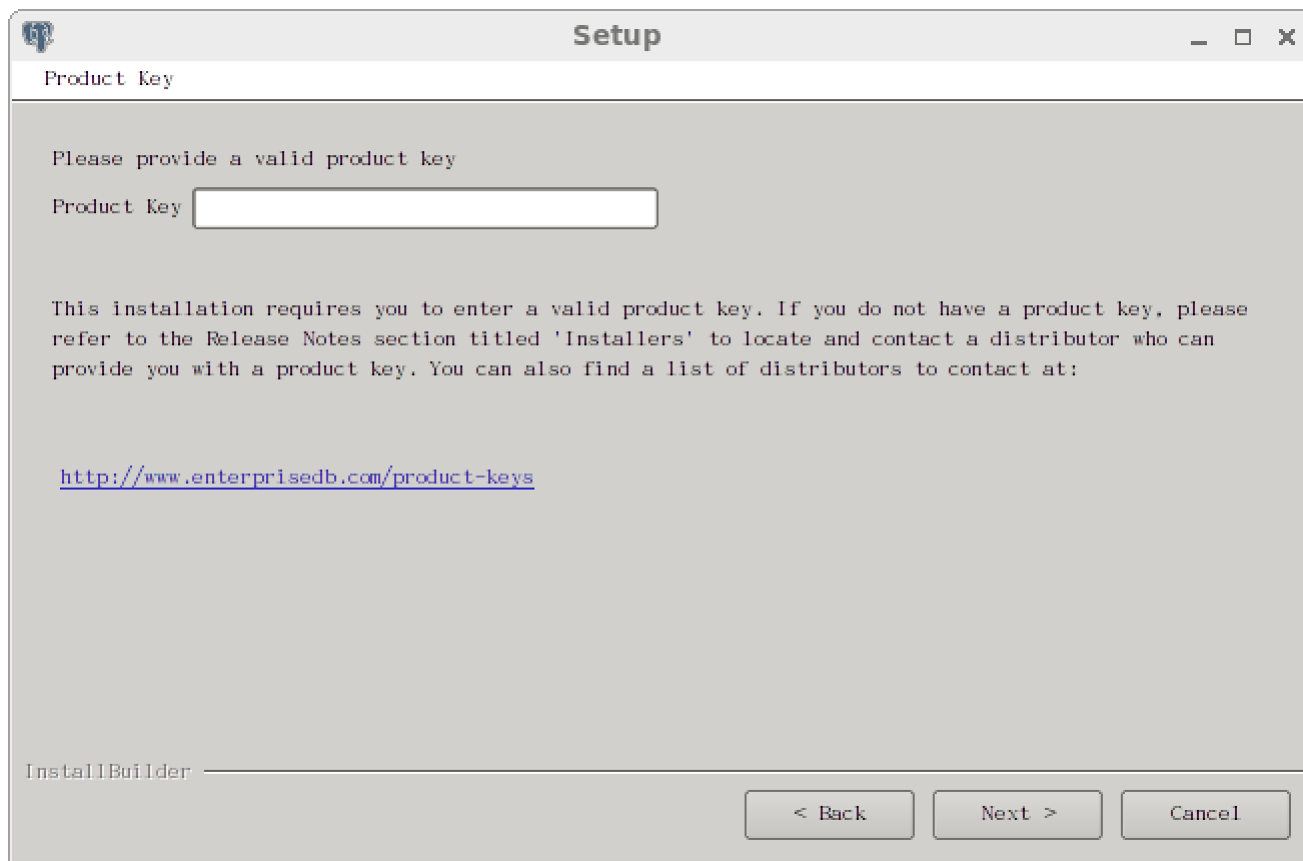 Setup
Product Key
Please provide a valid product key
Product Key
This installation requires you to enter a valid product key. If you do not have a product key, please
refer to the Release Notes section titled 'Installers' to locate and contact a distributor who can
provide you with a product key. You can also find a list of distributors to contact at:
http://www.enterprisedb.com/product-keys
InstallBuilder
< Back Next > Cancel